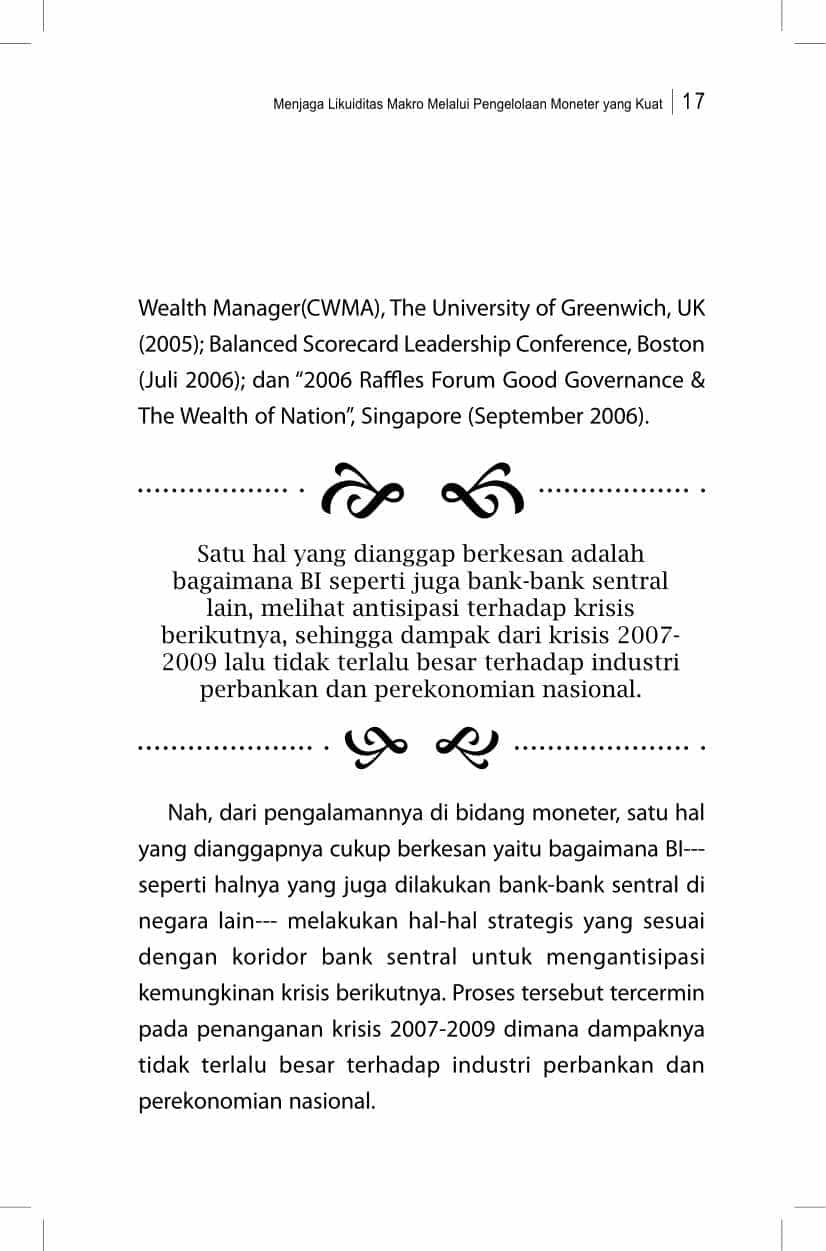 Menjaga Likuiditas Makro Melalui Pengelolaan Moneter yang Kuat | 17
Wealth Manager(CWMA), The University of Greenwich, UK
(2005); Balanced Scorecard Leadership Conference, Boston
(Juli 2006); dan “2006 Raffles Forum Good Governance &
The Wealth of Nation”, Singapore (September 2006).
Satu hal yang dianggap berkesan adalah
bagaimana BI seperti juga bank-bank sentral
lain, melihat antisipasi terhadap krisis
berikutnya, sehingga dampak dari krisis 2007-
2009 lalu tidak terlalu besar terhadap industri
perbankan dan perekonomian nasional.
Nah, dari pengalamannya di bidang moneter, satu hal
yang dianggapnya cukup berkesan yaitu bagaimana BI---
seperti halnya yang juga dilakukan bank-bank sentral di
negara lain--- melakukan hal-hal strategis yang sesuai
dengan koridor bank sentral untuk mengantisipasi
kemungkinan krisis berikutnya. Proses tersebut tercermin
pada penanganan krisis 2007-2009 dimana dampaknya
tidak terlalu besar terhadap industri perbankan dan
perekonomian nasional.